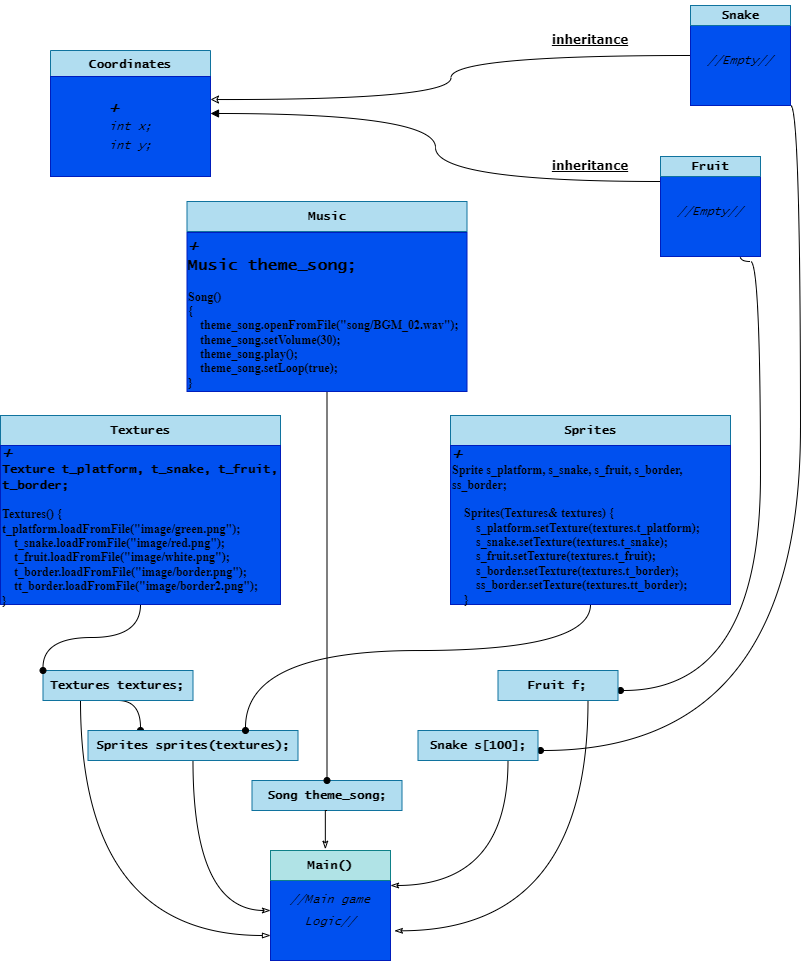 Snake
//Empty//
inheritance
Coordinates
+
int x;
int y;
inheritance
Fruit
//Empty//
Music
+
Music theme_song;
Song()
{
theme_song.openFromFile("song/BGM_02.wav");
theme_song.setVolume(30);
theme_song.play();
theme_song.setLoop(true);
}
Textures
+
Texture t_platform, t_snake, t_fruit,
t_border;
Textures() {
t_platform.loadFromFile("image/green.png");
t_snake.loadFromFile("image/red.png");
t_fruit.loadFromFile("image/white.png");
t_border.loadFromFile("image/border.png");
tt_border.loadFromFile("image/border2.png");
}
Sprites
+
Sprite s_platform, s_snake, s_fruit, s_border,
ss_border;
Sprites(Textures& textures) {
s_platform.setTexture(textures.t_platform);
s_snake.setTexture(textures.t_snake);
s_fruit.setTexture(textures.t_fruit);
s_border.setTexture(textures.t_border);
ss_border.setTexture(textures.tt_border);
}
Textures textures;
Fruit f;
Sprites sprites(textures);
Snake s[100];
Song theme_song;
Main()
//Main game
Logic//